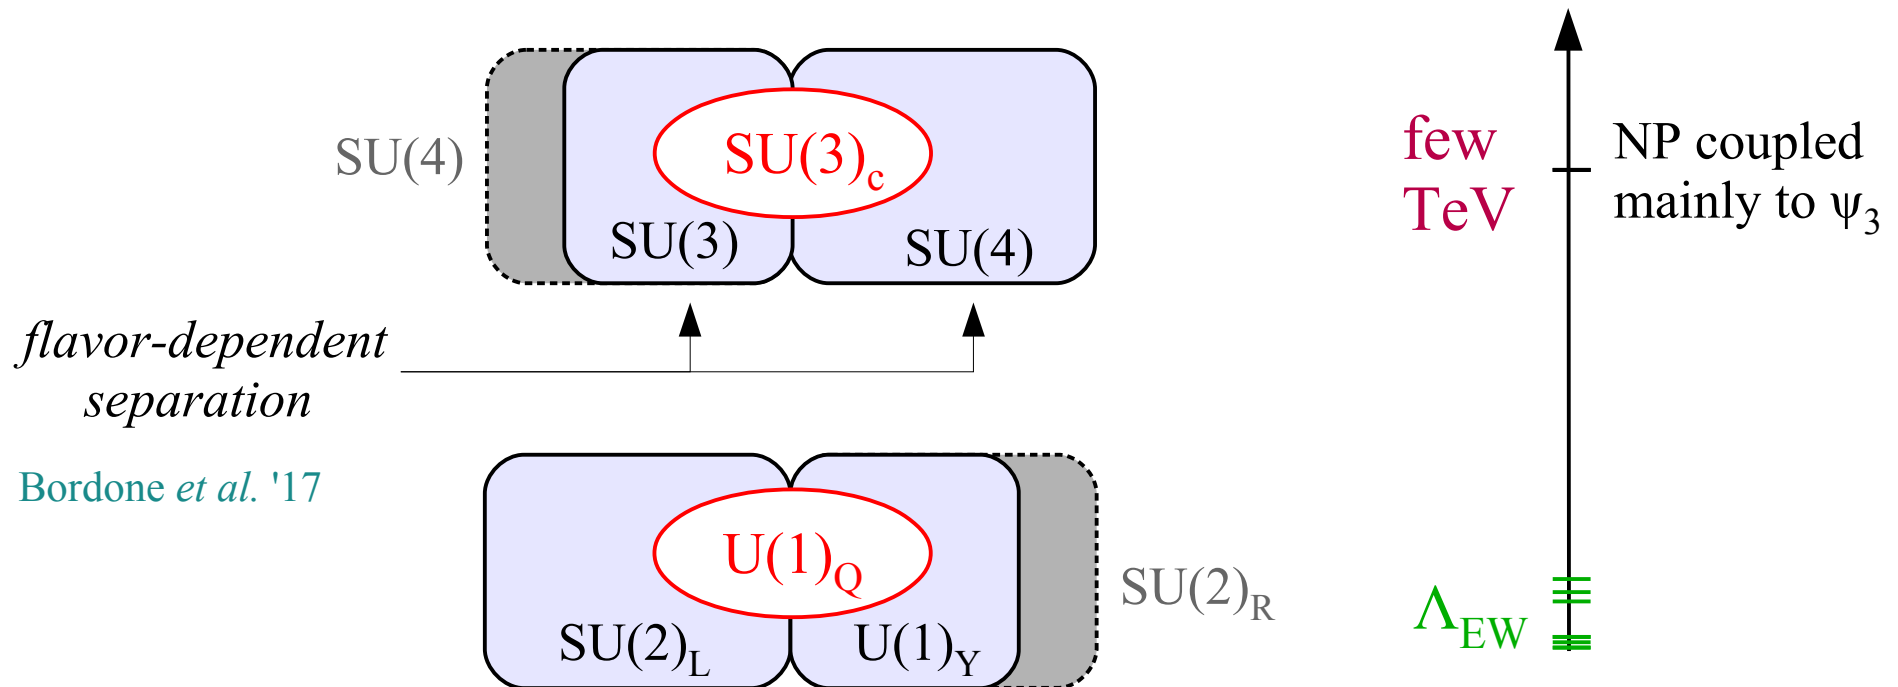 SU(4)
SU(3)c
SU(3)
SU(4)
few
TeV
NP coupled
mainly to ψ3
flavor-dependent
separation
Bordone et al. '17
U(1)Q
SU(2)L
U(1)Y
SU(2)R
ΛEW